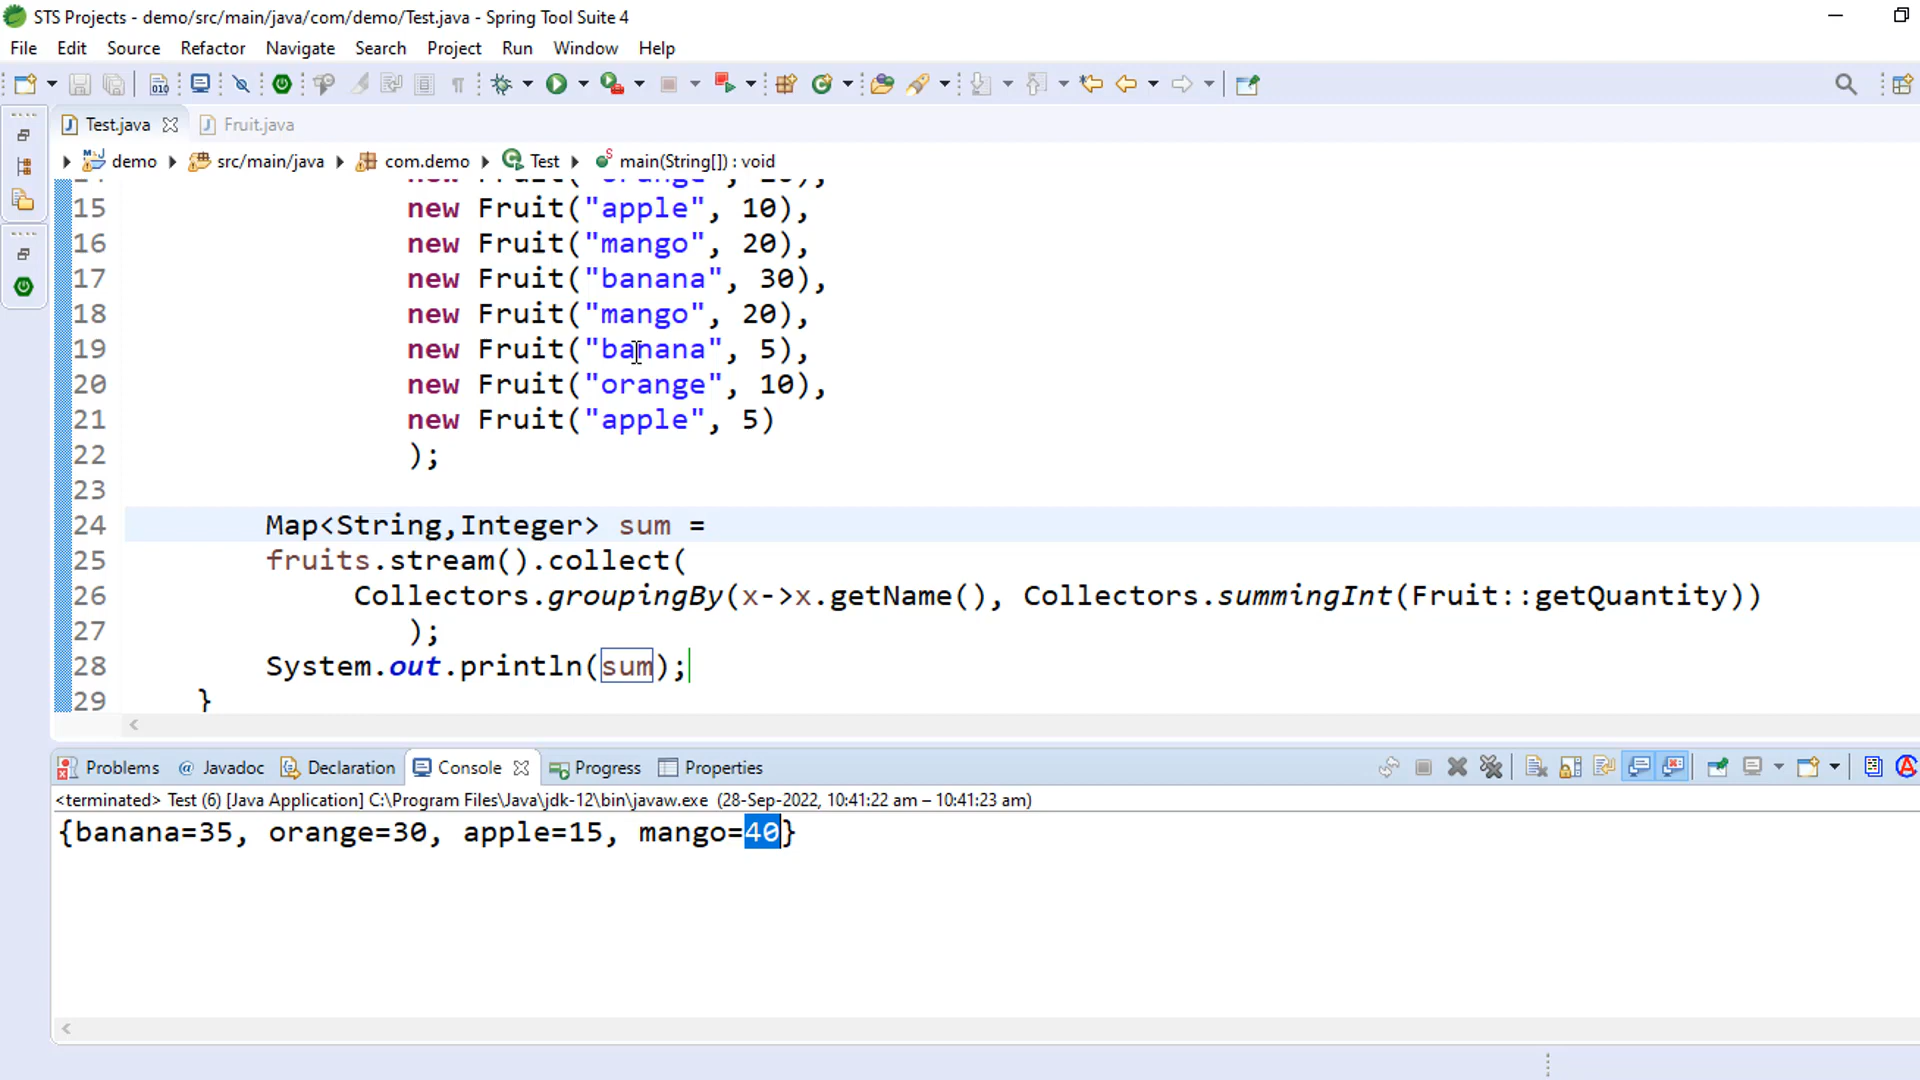 STS Projects - demo/src/main/java/com/demo/Test.java - Spring Tool Suite 4
File Edit Source Refactor Navigate Search Project Run Window Help
Test.java Fruit.java
demo src/main/java com.demo Test main(String[]) : void
15 new Fruit("apple", 10),
16 new Fruit("mango", 20),
17 new Fruit("banana", 30),
18 new Fruit("mango", 20),
19 new Fruit("banana", 5),
20 new Fruit("orange", 10),
21 new Fruit("apple", 5)
22 );
23
24 Map<String,Integer> sum =
25 fruits.stream().collect(
26 Collectors.groupingBy(x->x.getName(), Collectors.summingInt(Fruit::getQuantity))
27 );
28 System.out.println(sum);
29 }
Problems @ Javadoc Declaration Console Progress Properties
<terminated> Test (6) [Java Application] C:\Program Files\Java\jdk-12\bin\javaw.exe (28-Sep-2022, 10:41:22 am – 10:41:23 am)
{banana=35, orange=30, apple=15, mango=40}